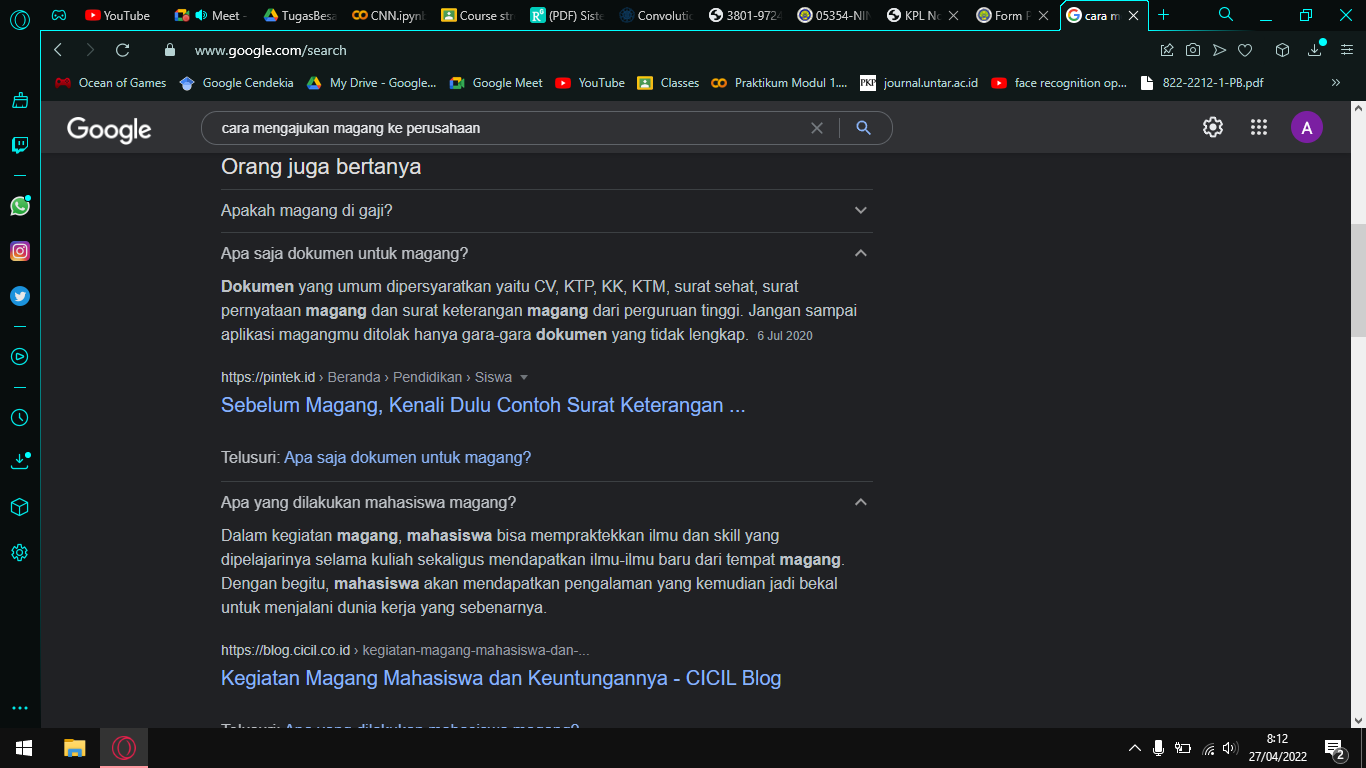 YouTube
Meet -
TugasBesa
CNN.ipynb
Course str
(PDF) Siste
Convolutio
3801-9724
05354-NIN
KPL No
Form P
cara m
www.google.com/search
Ocean of Games
Google Cendekia
My Drive - Google...
Google Meet
YouTube
Classes
Praktikum Modul 1....
PKP journal.untar.ac.id
face recognition op...
822-2212-1-PB.pdf
»
Google
cara mengajukan magang ke perusahaan
A
Orang juga bertanya
Apakah magang di gaji?
Apa saja dokumen untuk magang?
Dokumen yang umum dipersyaratkan yaitu CV, KTP, KK, KTM, surat sehat, surat
pernyataan magang dan surat keterangan magang dari perguruan tinggi. Jangan sampai
aplikasi magangmu ditolak hanya gara-gara dokumen yang tidak lengkap. 6 Jul 2020
https://pintek.id › Beranda › Pendidikan › Siswa
Sebelum Magang, Kenali Dulu Contoh Surat Keterangan ...
Telusuri: Apa saja dokumen untuk magang?
Apa yang dilakukan mahasiswa magang?
Dalam kegiatan magang, mahasiswa bisa mempraktekkan ilmu dan skill yang
dipelajarinya selama kuliah sekaligus mendapatkan ilmu-ilmu baru dari tempat magang.
Dengan begitu, mahasiswa akan mendapatkan pengalaman yang kemudian jadi bekal
untuk menjalani dunia kerja yang sebenarnya.
https://blog.cicil.co.id › kegiatan-magang-mahasiswa-dan-...
Kegiatan Magang Mahasiswa dan Keuntungannya - CICIL Blog
Telusuri: Apa yang dilakukan mahasiswa magang?
8:12
27/04/2022
2